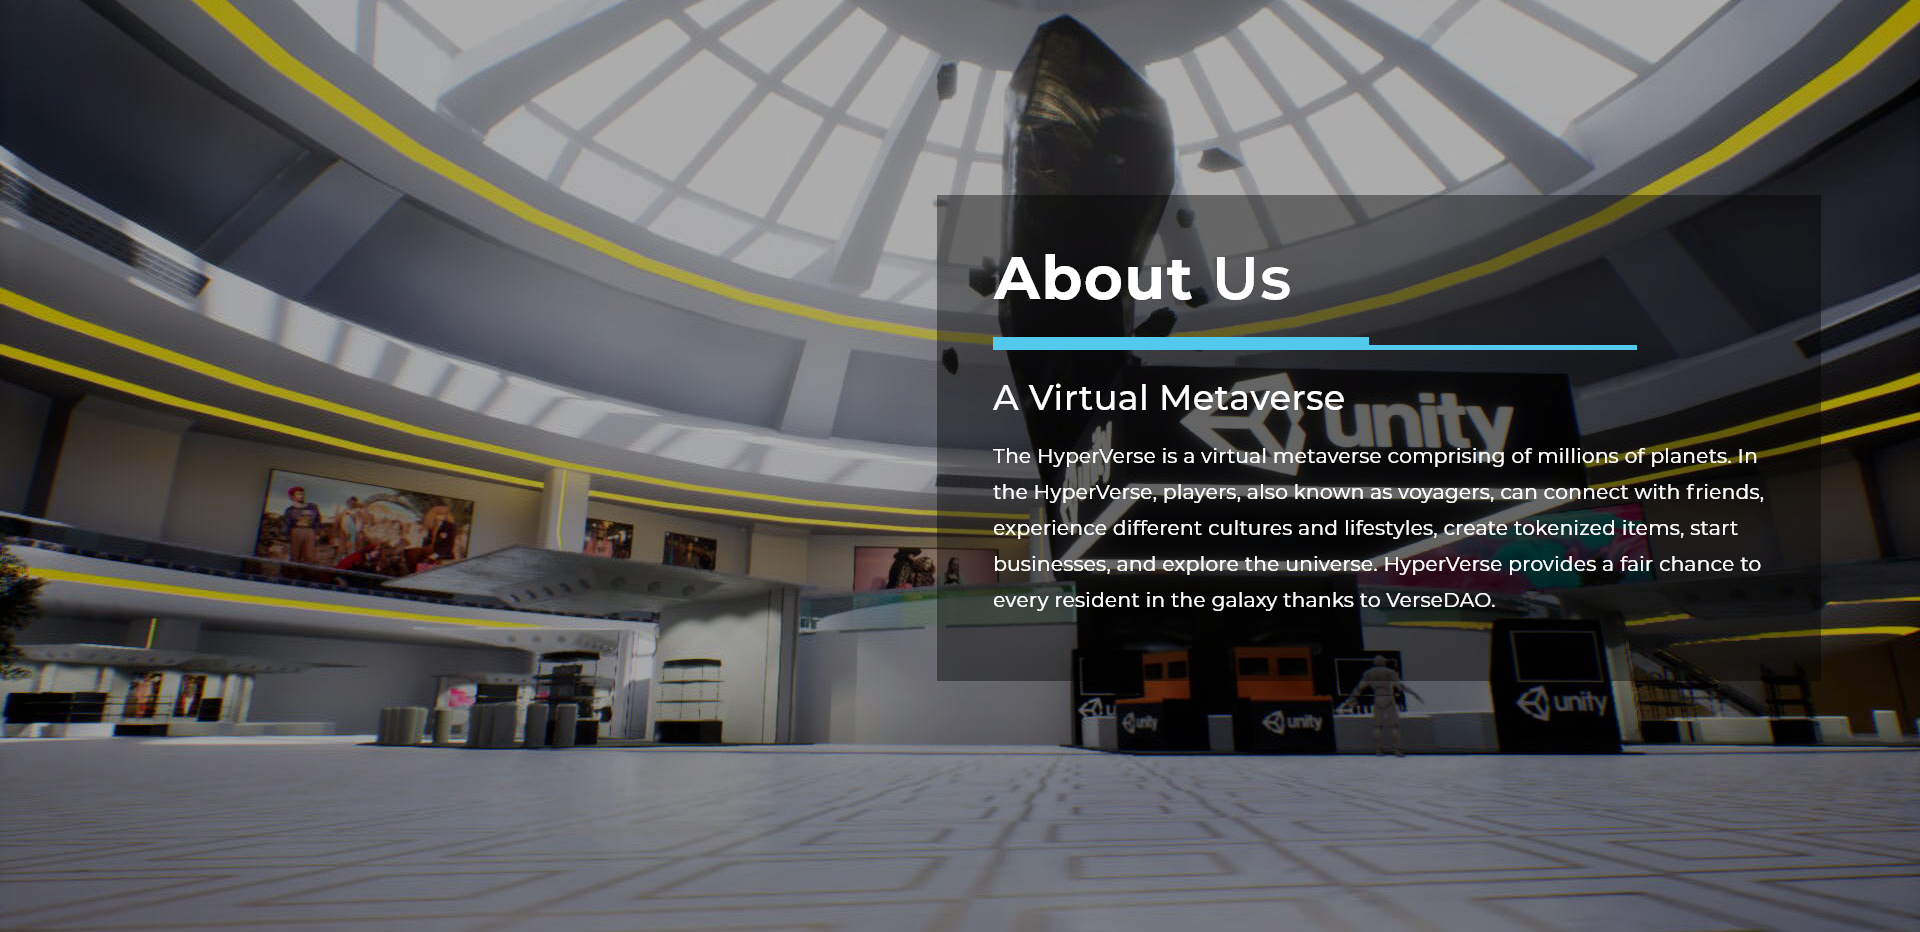 About Us
A Virtual Metaverse
unity
unity
The HyperVerse is a virtual metaverse comprising of millions of planets. In
the HyperVerse, players, also known as voyagers, can connect with friends,
experience different cultures and lifestyles, create tokenized items, start
businesses, and explore the universe. HyperVerse provides a fair chance to
every resident in the galaxy thanks to VerseDAO.
unity
unity
unity